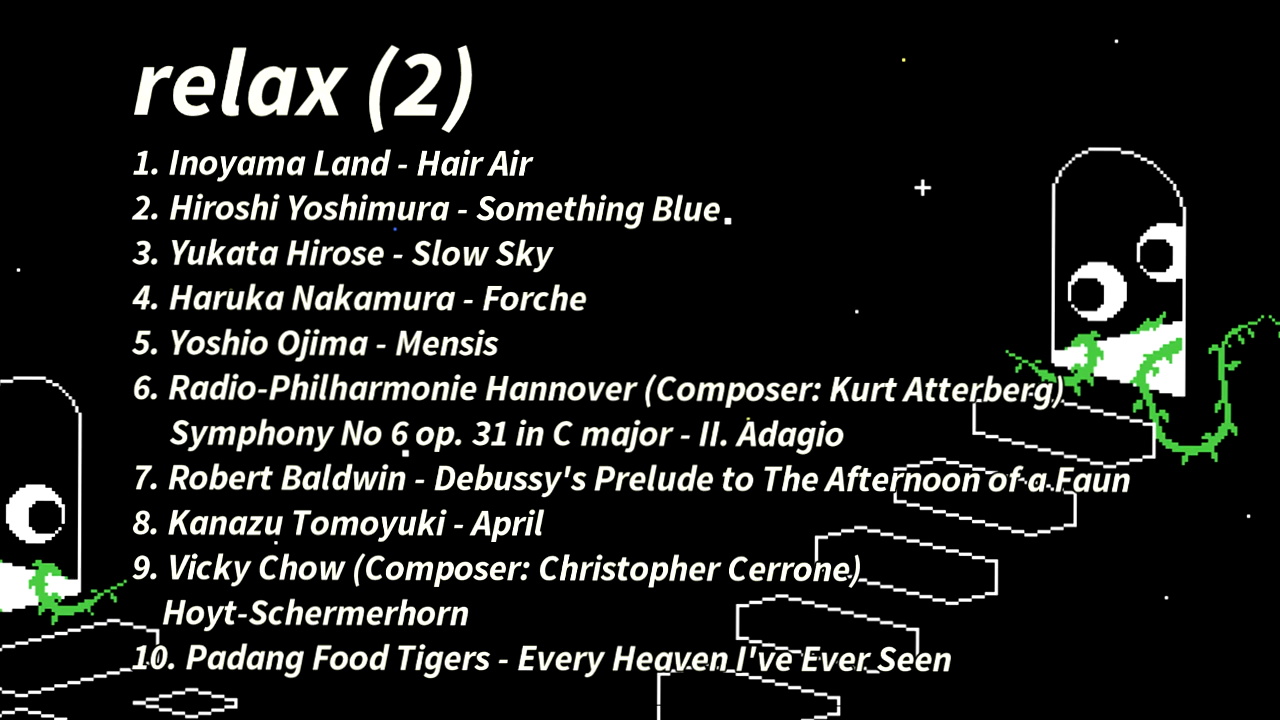 relax (2)
1. Inoyama Land - Hair Air
2. Hiroshi Yoshimura - Something Blue
3. Yukata Hirose - Slow Sky
4. Haruka Nakamura - Forche
5. Yoshio Ojima - Mensis
6. Radio-Philharmonie Hannover (Composer: Kurt Atterberg)
Symphony No 6 op. 31 in C major - II. Adagio
7. Robert Baldwin - Debussy's Prelude to The Afternoon of a Faun
8. Kanazu Tomoyuki - April
9. Vicky Chow (Composer: Christopher Cerrone)
Hoyt-Schermerhorn
10. Padang Food Tigers - Every Heaven I've Ever Seen